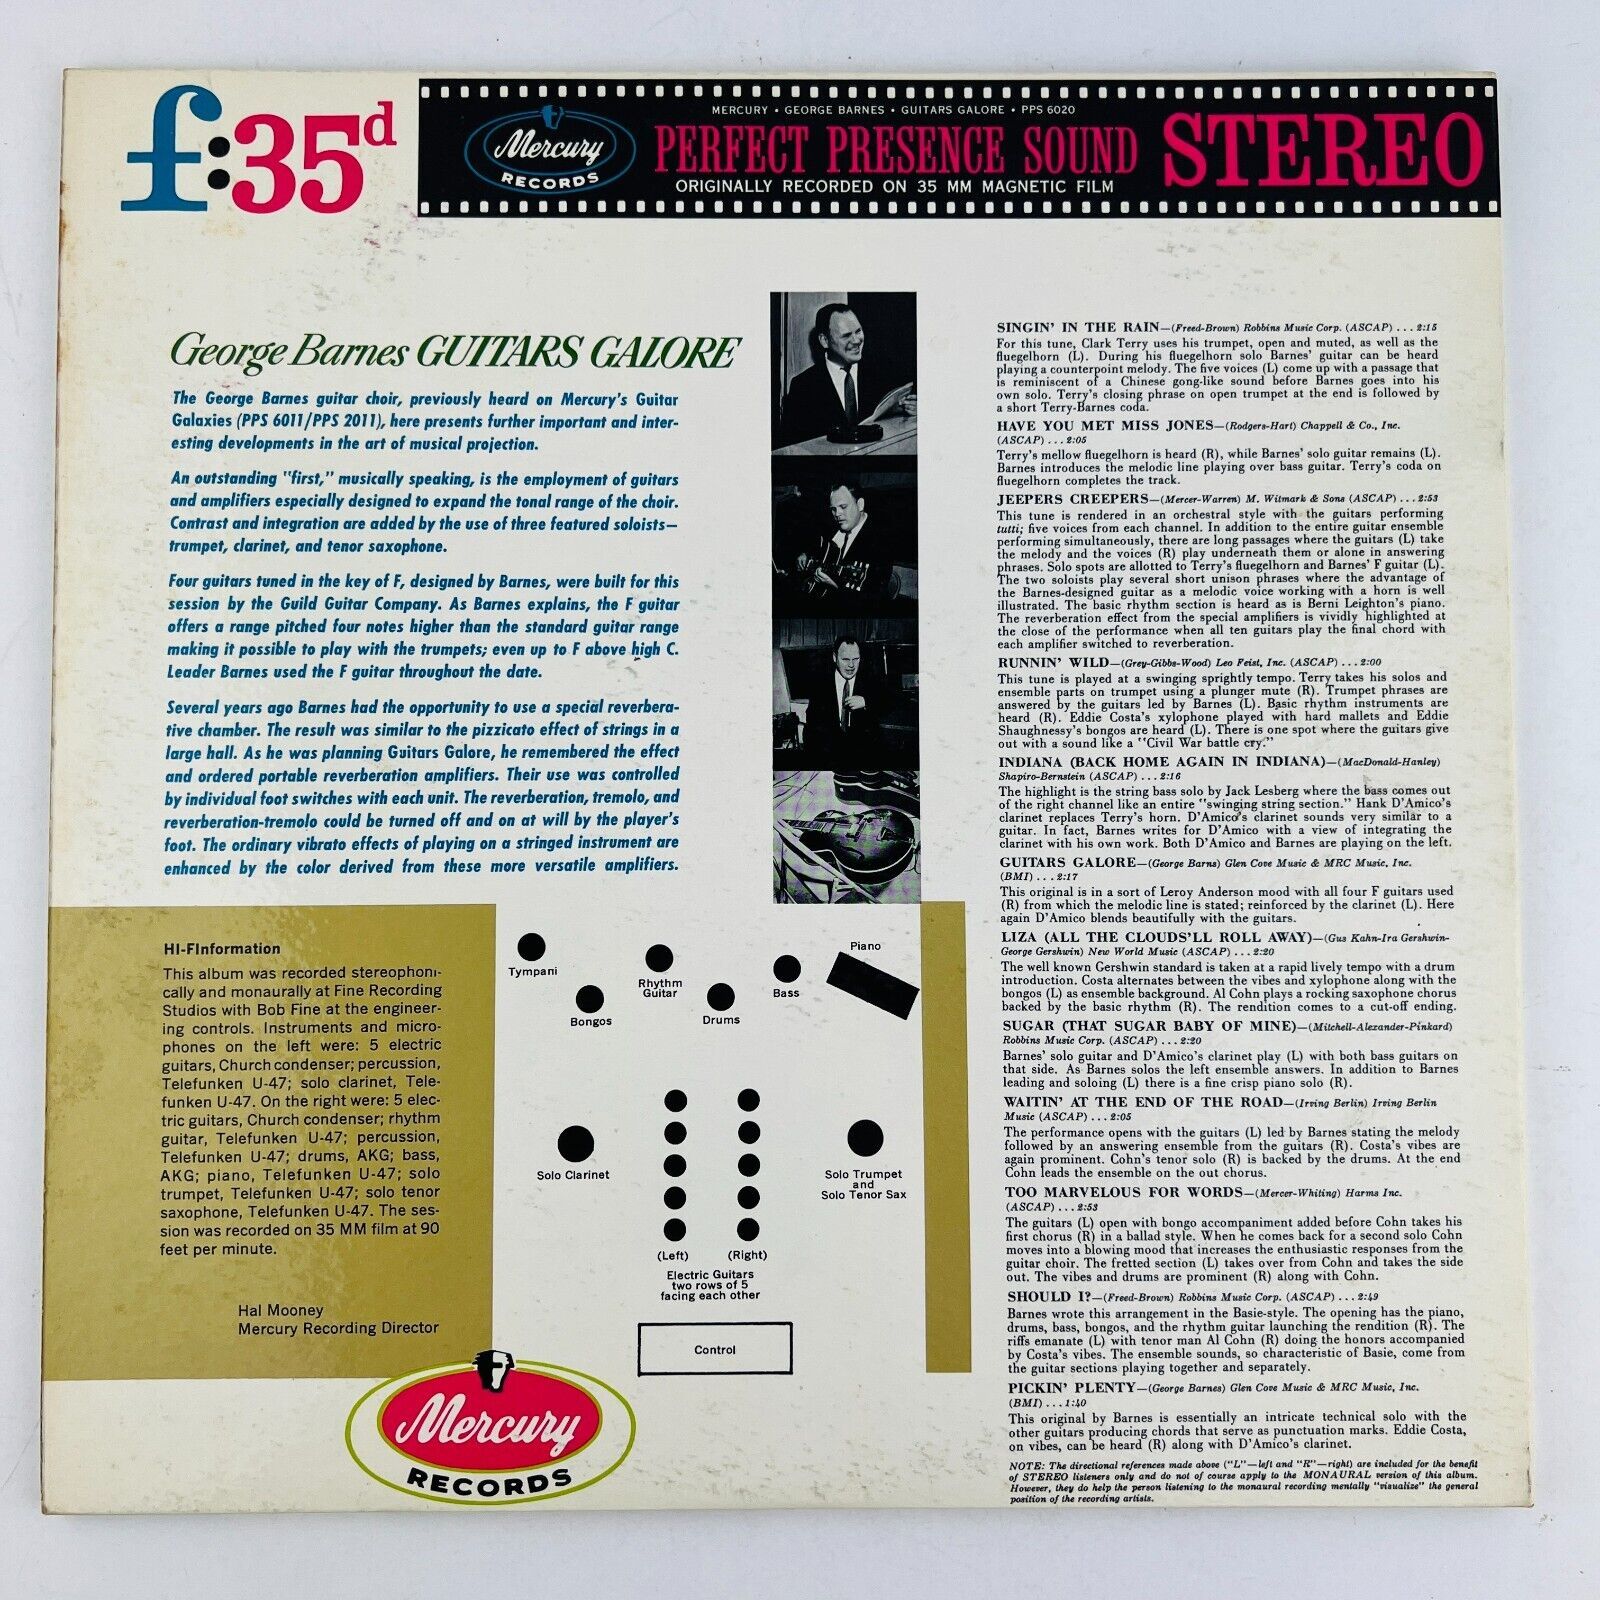 f:35d
MERCURY • GEORGE BARNES • GUITARS GALORE • PPS 6020
Mercury
RECORDS
PERFECT PRESENCE SOUND
STEREO
ORIGINALLY RECORDED ON 35 MM MAGNETIC FILM
George Barnes GUITARS GALORE
The George Barnes guitar choir, previously heard on Mercury's Guitar
Galaxies (PPS 6011/PPS 2011), here presents further important and inter-
esting developments in the art of musical projection.
An outstanding "first," musically speaking, is the employment of guitars
and amplifiers especially designed to expand the tonal range of the choir.
Contrast and integration are added by the use of three featured soloists—
trumpet, clarinet, and tenor saxophone.
Four guitars tuned in the key of F, designed by Barnes, were built for this
session by the Guild Guitar Company. As Barnes explains, the F guitar
offers a range pitched four notes higher than the standard guitar range
making it possible to play with the trumpets; even up to F above high C.
Leader Barnes used the F guitar throughout the date.
Several years ago Barnes had the opportunity to use a special reverbera-
tive chamber. The result was similar to the pizzicato effect of strings in a
large hall. As he was planning Guitars Galore, he remembered the effect
and ordered portable reverberation amplifiers. Their use was controlled
by individual foot switches with each unit. The reverberation, tremolo, and
reverberation-tremolo could be turned off and on at will by the player's
foot. The ordinary vibrato effects of playing on a stringed instrument are
enhanced by the color derived from these more versatile amplifiers.
HI-FInformation
This album was recorded stereophoni-
cally and monaurally at Fine Recording
Studios with Bob Fine at the engineer-
ing controls. Instruments and micro-
phones on the left were: 5 electric
guitars, Church condenser; percussion,
Telefunken U-47; solo clarinet, Tele-
funken U-47. On the right were: 5 elec-
tric guitars, Church condenser; rhythm
guitar, Telefunken U-47; percussion,
Telefunken U-47; drums, AKG; bass,
AKG; piano, Telefunken U-47; solo
trumpet, Telefunken U-47; solo tenor
saxophone, Telefunken U-47. The ses-
sion was recorded on 35 MM film at 90
feet per minute.
Hal Mooney
Mercury Recording Director
Tympani
Bongos
Rhythm
Guitar
Drums
Bass
Piano
Solo Clarinet
Solo Trumpet
and
Solo Tenor Sax
(Left)
(Right)
Electric Guitars
two rows of 5
facing each other
Control
Mercury
RECORDS
SINGIN' IN THE RAIN—(Freed-Brown) Robbins Music Corp. (ASCAP) . . . 2:15
For this tune, Clark Terry uses his trumpet, open and muted, as well as the
fluegelhorn (L). During his fluegelhorn solo Barnes' guitar can be heard
playing a counterpoint melody. The five voices (L) come up with a passage that
is reminiscent of a Chinese gong-like sound before Barnes goes into his
own solo. Terry's closing phrase on open trumpet at the end is followed by
a short Terry-Barnes coda.
HAVE YOU MET MISS JONES—(Rodgers-Hart) Chappell & Co., Inc.
(ASCAP) . . . 2:05
Terry's mellow fluegelhorn is heard (R), while Barnes' solo guitar remains (L).
Barnes introduces the melodic line playing over bass guitar. Terry's coda on
fluegelhorn completes the track.
JEEPERS CREEPERS—(Mercer-Warren) M. Witmark & Sons (ASCAP) . . . 2:53
This tune is rendered in an orchestral style with the guitars performing
tutti; five voices from each channel. In addition to the entire guitar ensemble
performing simultaneously, there are long passages where the guitars (L) take
the melody and the voices (R) play underneath them or alone in answering
phrases. Solo spots are allotted to Terry's fluegelhorn and Barnes' F guitar (L).
The two soloists play several short unison phrases where the advantage of
the Barnes-designed guitar as a melodic voice working with a horn is well
illustrated. The basic rhythm section is heard as is Berni Leighton's piano.
The reverberation effect from the special amplifiers is vividly highlighted at
the close of the performance when all ten guitars play the final chord with
each amplifier switched to reverberation.
RUNNIN' WILD—(Grey-Gibbs-Wood) Leo Feist, Inc. (ASCAP) . . . 2:00
This tune is played at a swinging sprightly tempo. Terry takes his solos and
ensemble parts on trumpet using a plunger mute (R). Trumpet phrases are
answered by the guitars led by Barnes (L). Basic rhythm instruments are
heard (R). Eddie Costa's xylophone played with hard mallets and Eddie
Shaughnessy's bongos are heard (L). There is one spot where the guitars give
out with a sound like a "Civil War battle cry."
INDIANA (BACK HOME AGAIN IN INDIANA)—(MacDonald-Hanley)
Shapiro-Bernstein (ASCAP) . . . 2:16
The highlight is the string bass solo by Jack Lesberg where the bass comes out
of the right channel like an entire "swinging string section." Hank D'Amico's
clarinet replaces Terry's horn. D'Amico's clarinet sounds very similar to a
guitar. In fact, Barnes writes for D'Amico with a view of integrating the
clarinet with his own work. Both D'Amico and Barnes are playing on the left.
GUITARS GALORE—(George Barns) Glen Cove Music & MRC Music, Inc.
(BMI) . . . 2:17
This original is in a sort of Leroy Anderson mood with all four F guitars used
(R) from which the melodic line is stated; reinforced by the clarinet (L). Here
again D'Amico blends beautifully with the guitars.
LIZA (ALL THE CLOUDS'LL ROLL AWAY)—(Gus Kahn-Ira Gershwin-
George Gershwin) New World Music (ASCAP) . . . 2:20
The well known Gershwin standard is taken at a rapid lively tempo with a drum
introduction. Costa alternates between the vibes and xylophone along with the
bongos (L) as ensemble background. Al Cohn plays a rocking saxophone chorus
backed by the basic rhythm (R). The rendition comes to a cut-off ending.
SUGAR (THAT SUGAR BABY OF MINE)—(Mitchell-Alexander-Pinkard)
Robbins Music Corp. (ASCAP) . . . 2:20
Barnes' solo guitar and D'Amico's clarinet play (L) with both bass guitars on
that side. As Barnes solos the left ensemble answers. In addition to Barnes
leading and soloing (L) there is a fine crisp piano solo (R).
WAITIN' AT THE END OF THE ROAD—(Irving Berlin) Irving Berlin
Music (ASCAP) . . . 2:05
The performance opens with the guitars (L) led by Barnes stating the melody
followed by an answering ensemble from the guitars (R). Costa's vibes are
again prominent. Cohn's tenor solo (R) is backed by the drums. At the end
Cohn leads the ensemble on the out chorus.
TOO MARVELOUS FOR WORDS—(Mercer-Whiting) Harms Inc.
(ASCAP) . . . 2:53
The guitars (L) open with bongo accompaniment added before Cohn takes his
first chorus (R) in a ballad style. When he comes back for a second solo Cohn
moves into a blowing mood that increases the enthusiastic responses from the
guitar choir. The fretted section (L) takes over from Cohn and takes the side
out. The vibes and drums are prominent (R) along with Cohn.
SHOULD I?—(Freed-Brown) Robbins Music Corp. (ASCAP) . . . 2:49
Barnes wrote this arrangement in the Basie-style. The opening has the piano,
drums, bass, bongos, and the rhythm guitar launching the rendition (R). The
riffs emanate (L) with tenor man Al Cohn (R) doing the honors accompanied
by Costa's vibes. The ensemble sounds, so characteristic of Basie, come from
the guitar sections playing together and separately.
PICKIN' PLENTY—(George Barnes) Glen Cove Music & MRC Music, Inc.
(BMI) . . . 1:40
This original by Barnes is essentially an intricate technical solo with the
other guitars producing chords that serve as punctuation marks. Eddie Costa,
on vibes, can be heard (R) along with D'Amico's clarinet.
NOTE: The directional references made above ("L"—left and "R"—right) are included for the benefit
of STEREO listeners only and do not of course apply to the MONAURAL version of this album.
However, they do help the person listening to the monaural recording mentally "visualize" the general
position of the recording artists.